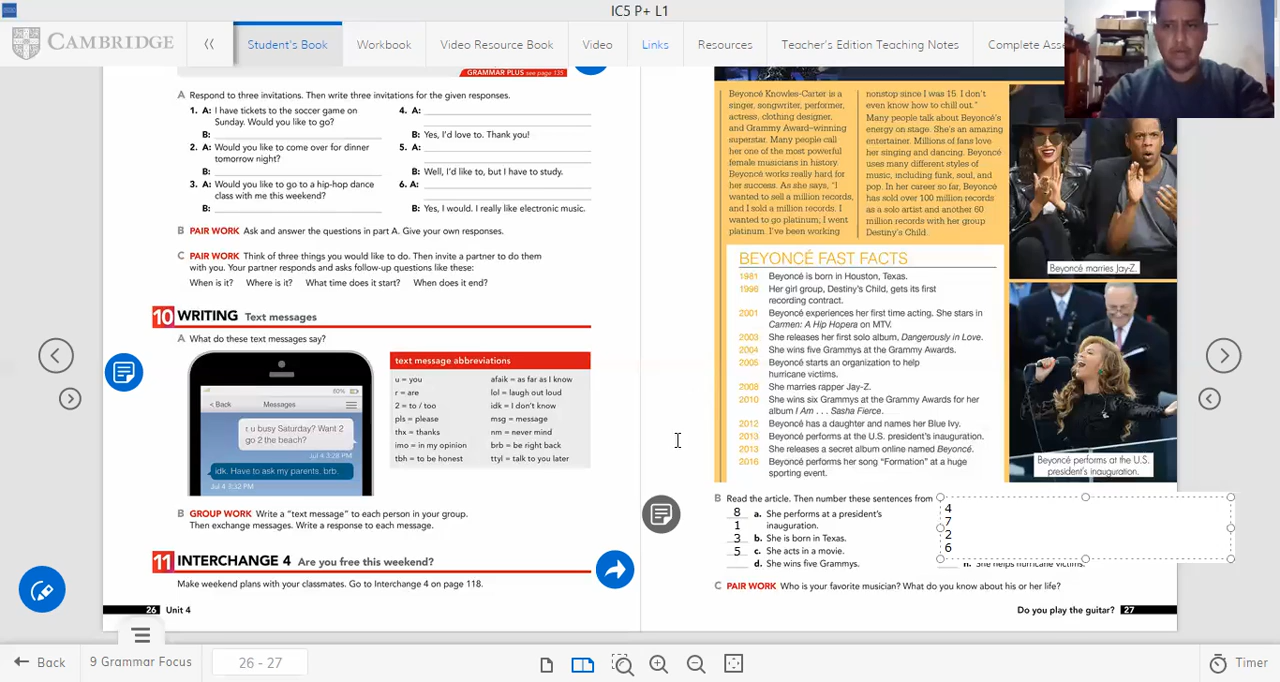 IC5 P+ L1
CAMBRIDGE
Student's Book
Workbook
Video Resource Book
Video
Links
Resources
Teacher's Edition Teaching Notes
Complete Asse
GRAMMAR PLUS see page 135
A Respond to three invitations. Then write three invitations for the given responses.
1. A: I have tickets to the soccer game on
Sunday. Would you like to go?
B:
2. A: Would you like to come over for dinner
tomorrow night?
B:
3. A: Would you like to go to a hip-hop dance
class with me this weekend?
B:
4. A:
B: Yes, I'd love to. Thank you!
5. A:
B: Well, I'd like to, but I have to study.
6. A:
B: Yes, I would. I really like electronic music.
B PAIR WORK Ask and answer the questions in part A. Give your own responses.
C PAIR WORK Think of three things you would like to do. Then invite a partner to do them
with you. Your partner responds and asks follow-up questions like these:
When is it? Where is it? What time does it start? When does it end?
10 WRITING Text messages
A What do these text messages say?
80%
< Back Messages
r u busy Saturday? Want 2
go 2 the beach?
Jul 4 3:28 PM
idk. Have to ask my parents. brb.
Jul 4 3:32 PM
text message abbreviations
u = you
r = are
2 = to / too
pls = please
thx = thanks
imo = in my opinion
tbh = to be honest
afaik = as far as I know
lol = laugh out loud
idk = I don't know
msg = message
nm = never mind
brb = be right back
ttyl = talk to you later
B GROUP WORK Write a "text message" to each person in your group.
Then exchange messages. Write a response to each message.
11 INTERCHANGE 4 Are you free this weekend?
Make weekend plans with your classmates. Go to Interchange 4 on page 118.
26 Unit 4
Beyoncé Knowles-Carter is a
singer, songwriter, performer,
actress, clothing designer,
and Grammy Award–winning
superstar. Many people call
her one of the most powerful
female musicians in history.
Beyoncé works really hard for
her success. As she says, "I
wanted to sell a million records,
and I sold a million records. I
wanted to go platinum; I went
platinum. I've been working
nonstop since I was 15. I don't
even know how to chill out."
Many people talk about Beyoncé's
energy on stage. She's an amazing
entertainer. Millions of fans love
her singing and dancing. Beyoncé
uses many different styles of
music, including funk, soul, and
pop. In her career so far, Beyoncé
has sold over 100 million records
as a solo artist and another 60
million records with her group
Destiny's Child.
BEYONCÉ FAST FACTS
1981 Beyoncé is born in Houston, Texas.
1996 Her girl group, Destiny's Child, gets its first
recording contract.
2001 Beyoncé experiences her first time acting. She stars in
Carmen: A Hip Hopera on MTV.
2003 She releases her first solo album, Dangerously in Love.
2004 She wins five Grammys at the Grammy Awards.
2005 Beyoncé starts an organization to help
hurricane victims.
2008 She marries rapper Jay-Z.
2010 She wins six Grammys at the Grammy Awards for her
album I Am . . . Sasha Fierce.
2012 Beyoncé has a daughter and names her Blue Ivy.
2013 Beyoncé performs at the U.S. president's inauguration.
2013 She releases a secret album online named Beyoncé.
2016 Beyoncé performs her song "Formation" at a huge
sporting event.
Beyoncé marries Jay-Z.
Beyoncé performs at the U.S.
president's inauguration.
B Read the article. Then number these sentences from
8 a. She performs at a president's
1 inauguration.
3 b. She is born in Texas.
5 c. She acts in a movie.
d. She wins five Grammys.
4
7
2
6
h. She helps hurricane victims.
C PAIR WORK Who is your favorite musician? What do you know about his or her life?
Do you play the guitar? 27
Back
9 Grammar Focus
26 - 27
Timer